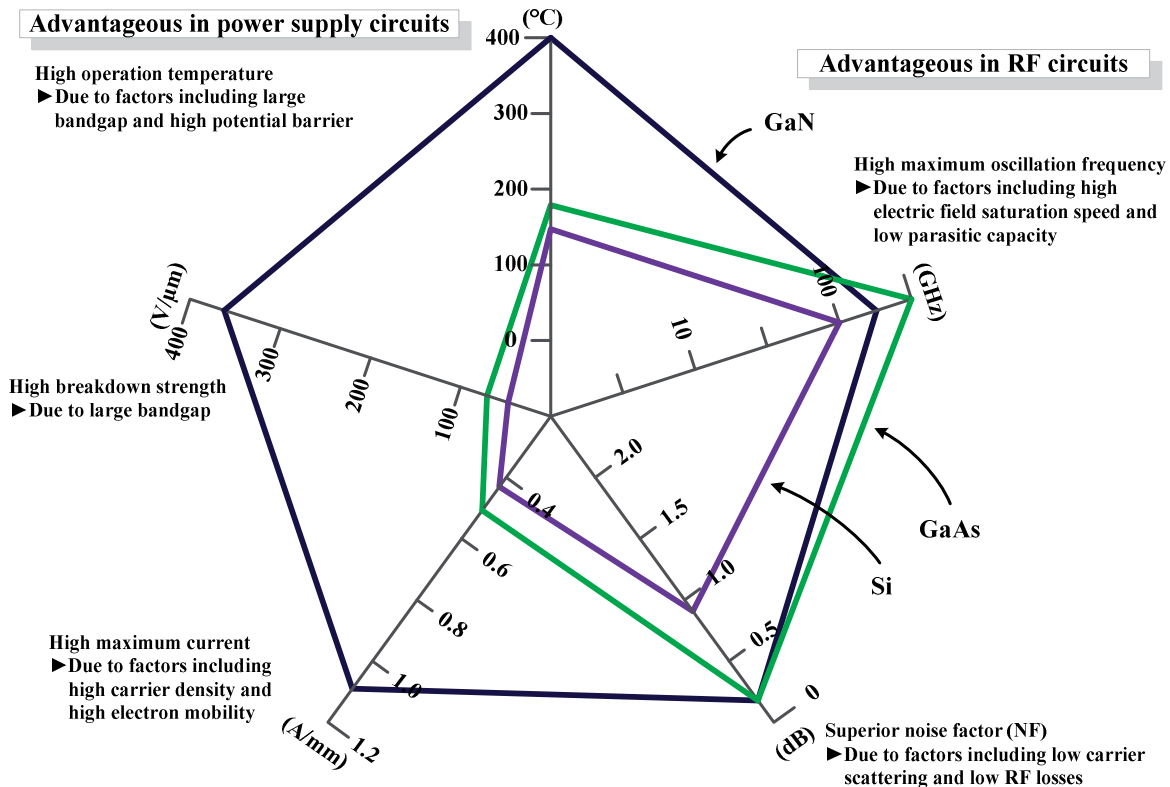 Advantageous in power supply circuits
High operation temperature
►Due to factors including large
bandgap and high potential barrier
(°C)
400
300
200
100
0
Advantageous in RF circuits
GaN
High maximum oscillation frequency
►Due to factors including high
electric field saturation speed and
low parasitic capacity
(GHz)
100
10
(V/µm)
400
300
200
100
High breakdown strength
►Due to large bandgap
2.0
1.5
1.0
0.5
0
(dB)
GaAs
Si
0.4
0.6
0.8
1.0
1.2
(A/mm)
High maximum current
►Due to factors including
high carrier density and
high electron mobility
Superior noise factor (NF)
►Due to factors including low carrier
scattering and low RF losses